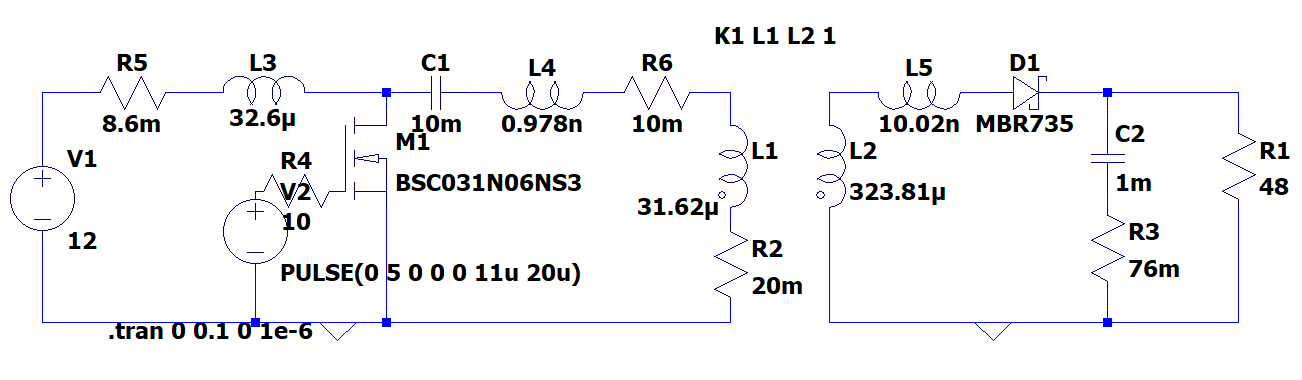 K1 L1 L2 1
R5
8.6m
L3
32.6µ
C1
10m
L4
0.978n
R6
10m
L5
10.02n
D1
MBR735
V1
12
R4
10
V2
PULSE(0 5 0 0 0 11u 20u)
M1
BSC031N06NS3
L1
31.62µ
L2
323.81µ
C2
1m
R1
48
R2
20m
R3
76m
.tran 0 0.1 0 1e-6